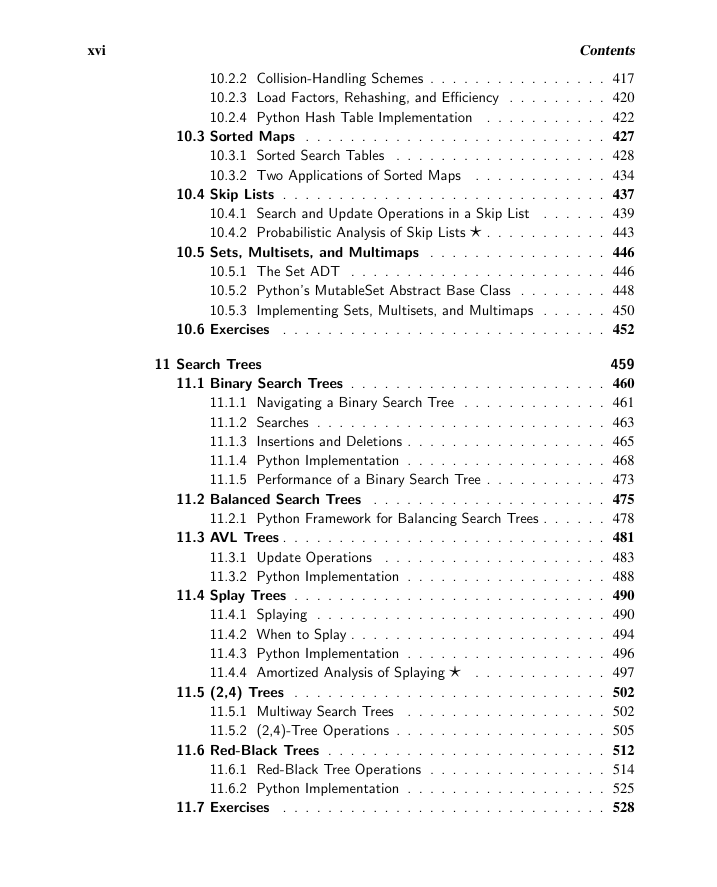 xvi Contents
10.2.2 Collision-Handling Schemes . . . . . . . . . . . . . . . . 417
10.2.3 Load Factors, Rehashing, and Efficiency . . . . . . . . . 420
10.2.4 Python Hash Table Implementation . . . . . . . . . . . 422
10.3 Sorted Maps . . . . . . . . . . . . . . . . . . . . . . . . . . . 427
10.3.1 Sorted Search Tables . . . . . . . . . . . . . . . . . . . 428
10.3.2 Two Applications of Sorted Maps . . . . . . . . . . . . 434
10.4 Skip Lists . . . . . . . . . . . . . . . . . . . . . . . . . . . . . 437
10.4.1 Search and Update Operations in a Skip List . . . . . . 439
10.4.2 Probabilistic Analysis of Skip Lists ★ . . . . . . . . . . . 443
10.5 Sets, Multisets, and Multimaps . . . . . . . . . . . . . . . . 446
10.5.1 The Set ADT . . . . . . . . . . . . . . . . . . . . . . . 446
10.5.2 Python's MutableSet Abstract Base Class . . . . . . . . 448
10.5.3 Implementing Sets, Multisets, and Multimaps . . . . . . 450
10.6 Exercises . . . . . . . . . . . . . . . . . . . . . . . . . . . . . 452
11 Search Trees 459
11.1 Binary Search Trees . . . . . . . . . . . . . . . . . . . . . . . 460
11.1.1 Navigating a Binary Search Tree . . . . . . . . . . . . . 461
11.1.2 Searches . . . . . . . . . . . . . . . . . . . . . . . . . . 463
11.1.3 Insertions and Deletions . . . . . . . . . . . . . . . . . . 465
11.1.4 Python Implementation . . . . . . . . . . . . . . . . . . 468
11.1.5 Performance of a Binary Search Tree . . . . . . . . . . . 473
11.2 Balanced Search Trees . . . . . . . . . . . . . . . . . . . . . 475
11.2.1 Python Framework for Balancing Search Trees . . . . . . 478
11.3 AVL Trees . . . . . . . . . . . . . . . . . . . . . . . . . . . . . 481
11.3.1 Update Operations . . . . . . . . . . . . . . . . . . . . 483
11.3.2 Python Implementation . . . . . . . . . . . . . . . . . . 488
11.4 Splay Trees . . . . . . . . . . . . . . . . . . . . . . . . . . . . 490
11.4.1 Splaying . . . . . . . . . . . . . . . . . . . . . . . . . . 490
11.4.2 When to Splay . . . . . . . . . . . . . . . . . . . . . . . 494
11.4.3 Python Implementation . . . . . . . . . . . . . . . . . . 496
11.4.4 Amortized Analysis of Splaying ★ . . . . . . . . . . . . 497
11.5 (2,4) Trees . . . . . . . . . . . . . . . . . . . . . . . . . . . . 502
11.5.1 Multiway Search Trees . . . . . . . . . . . . . . . . . . 502
11.5.2 (2,4)-Tree Operations . . . . . . . . . . . . . . . . . . . 505
11.6 Red-Black Trees . . . . . . . . . . . . . . . . . . . . . . . . . 512
11.6.1 Red-Black Tree Operations . . . . . . . . . . . . . . . . 514
11.6.2 Python Implementation . . . . . . . . . . . . . . . . . . 525
11.7 Exercises . . . . . . . . . . . . . . . . . . . . . . . . . . . . . 528